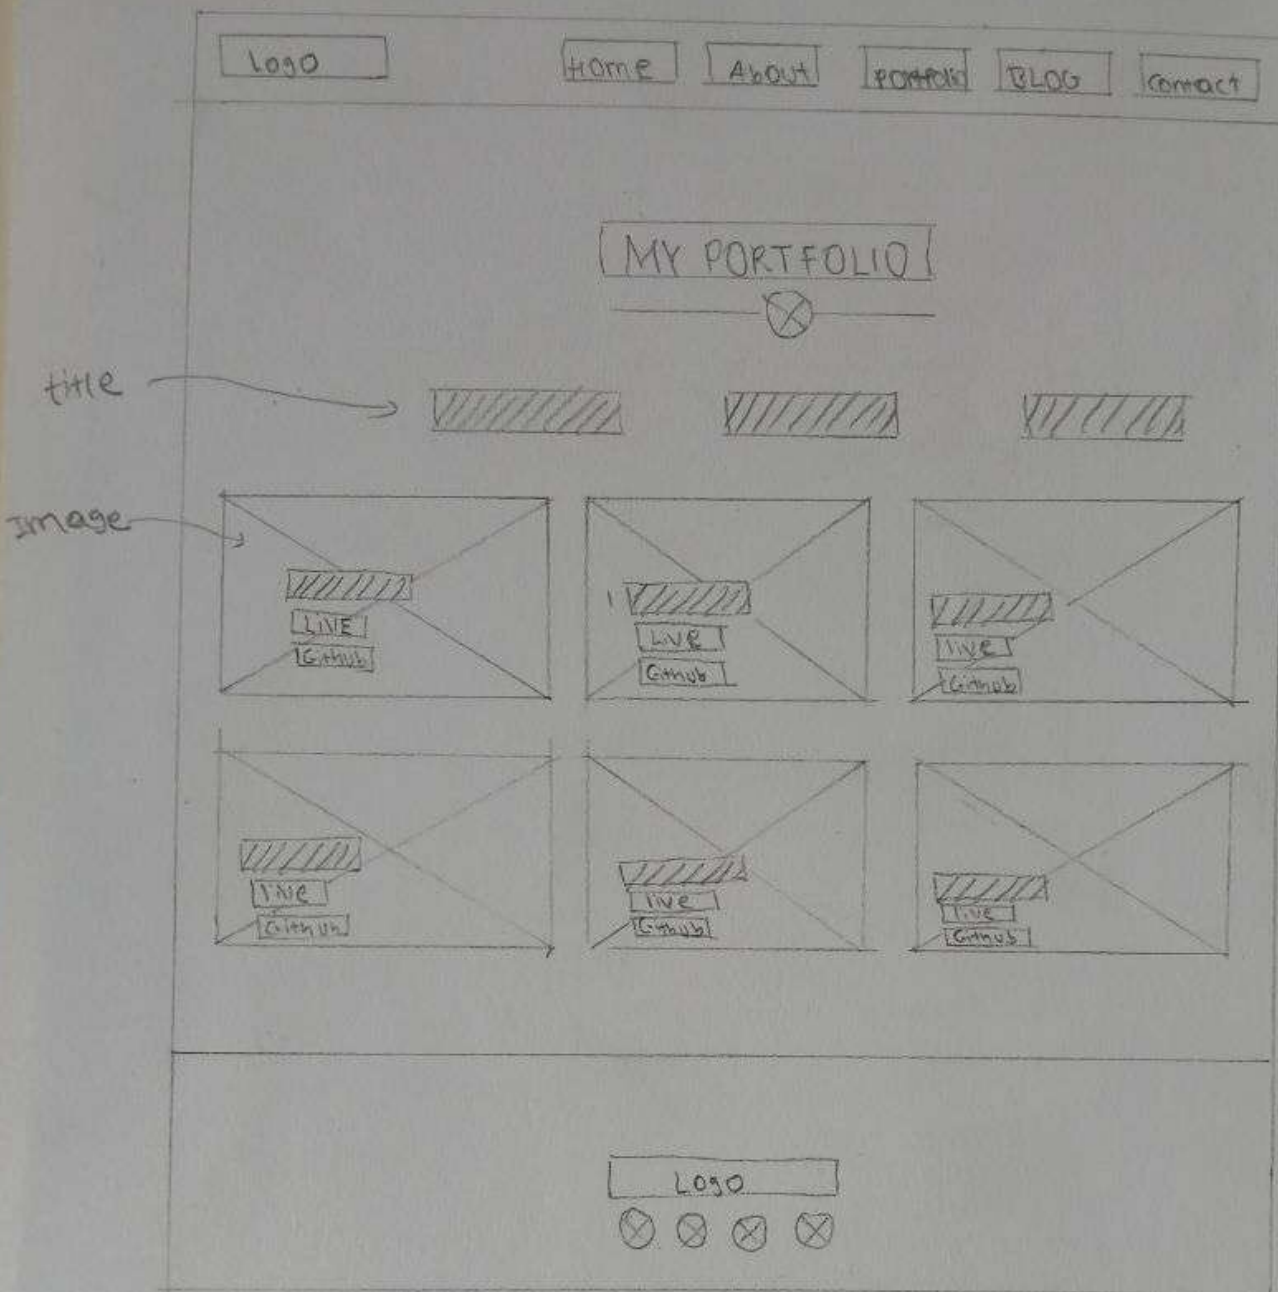 Logo Home About Portfolio BLOG Contact
MY PORTFOLIO
title
Image
LIVE LIVE live
Github Github Github
live live live
Github Github Github
Logo